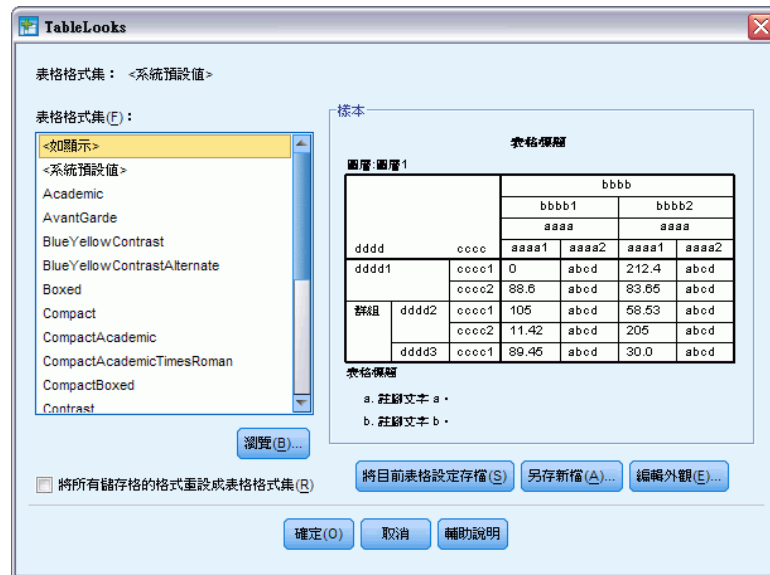 TableLooks
表格格式集： <系統預設值>
表格格式集(F)：
<如顯示>
<系統預設值>
Academic
AvantGarde
BlueYellowContrast
BlueYellowContrastAlternate
Boxed
Compact
CompactAcademic
CompactAcademicTimesRoman
CompactBoxed
Contrast
瀏覽(B)...
將所有儲存格的格式重設成表格格式集(R)
樣本
表格標題
圖層:圖層1
bbbb
bbbb1 bbbb2
aaaa aaaa
dddd cccc aaaa1 aaaa2 aaaa1 aaaa2
dddd1 cccc1 0 abcd 212.4 abcd
cccc2 88.6 abcd 83.65 abcd
群組 dddd2 cccc1 105 abcd 58.53 abcd
cccc2 11.42 abcd 205 abcd
dddd3 cccc1 89.45 abcd 30.0 abcd
表格標題
a. 註腳文字 a。
b. 註腳文字 b。
將目前表格設定存檔(S) 另存新檔(A)... 編輯外觀(E)...
確定(O) 取消 輔助說明